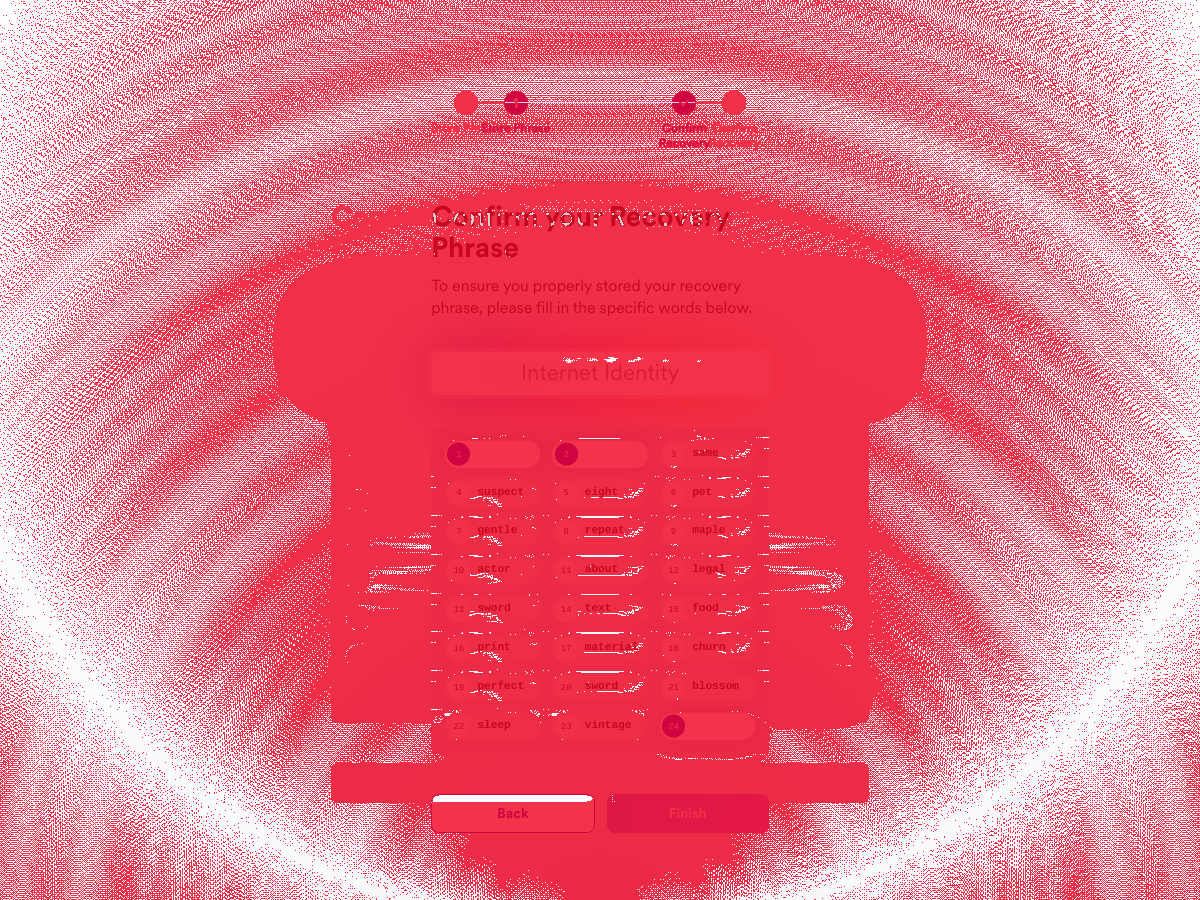 Store Phrase
Confirm
Recovery
Confirm your Recovery
Phrase
To ensure you properly stored your recovery
phrase, please fill in the specific words below.
Internet Identity
1 2 3 same
4 suspect 5 eight 6 pet
7 gentle 8 repeat 9 maple
10 actor 11 about 12 legal
13 sword 14 text 15 food
16 print 17 material 18 churn
19 perfect 20 sword 21 blossom
22 sleep 23 vintage 24
Back Finish